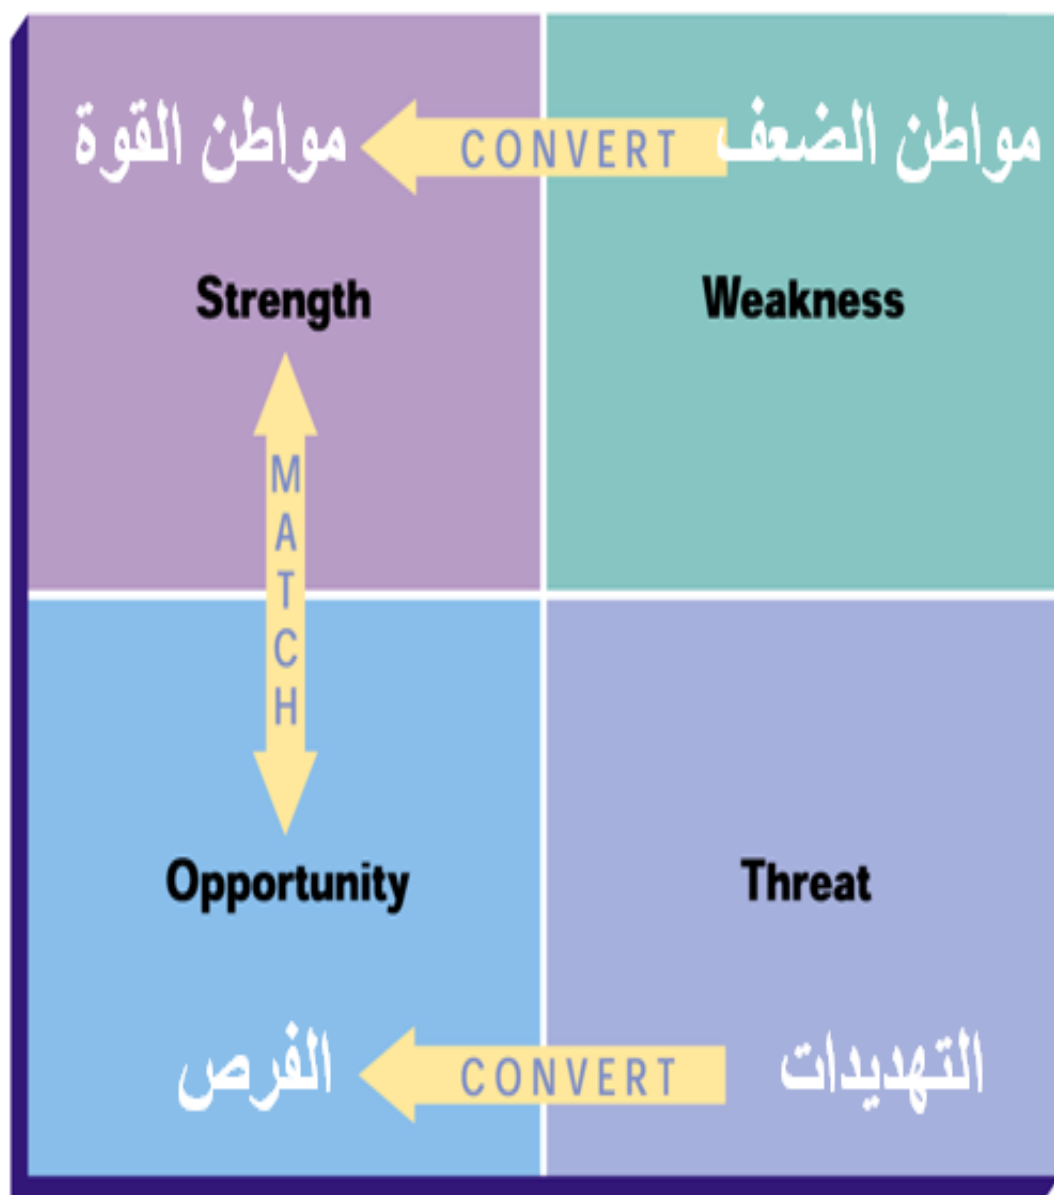 مواطن القوة
CONVERT
مواطن الضعف
Strength
Weakness
MATCH
Opportunity
Threat
الفرص
CONVERT
التهديدات